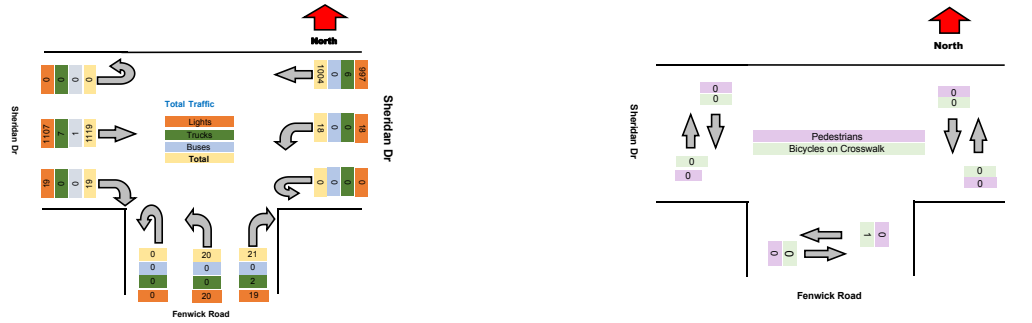 North
0 0 0 0
1004 0 6 997
Sheridan Dr
Total Traffic
Lights
Trucks
Buses
Total
1107 7 1 1119
18 0 0 18
Sheridan Dr
19 0 0 19
0 0 0 0
0 20 21
0 0 0
0 0 2
0 20 19
Fenwick Road
North
0
0
0
0
Sheridan Dr
Pedestrians
Bicycles on Crosswalk
0
0
0
0
1 0
0 0
Fenwick Road